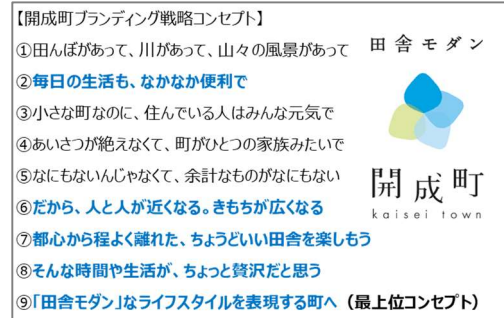 【開成町ブランディング戦略コンセプト】
①田んぼがあって、川があって、山々の風景があって
②毎日の生活も、なかなか便利で
③小さな町なのに、住んでいる人はみんな元気で
④あいさつが絶えなくて、町がひとつの家族みたいで
⑤なにもないんじゃなくて、余計なものがなにもない
⑥だから、人と人が近くなる。きもちが広くなる
⑦都心から程よく離れた、ちょうどいい田舎を楽しもう
⑧そんな時間や生活が、ちょっと贅沢だと思う
⑨「田舎モダン」なライフスタイルを表現する町へ（最上位コンセプト）
田舎モダン
開成町
kaisei town